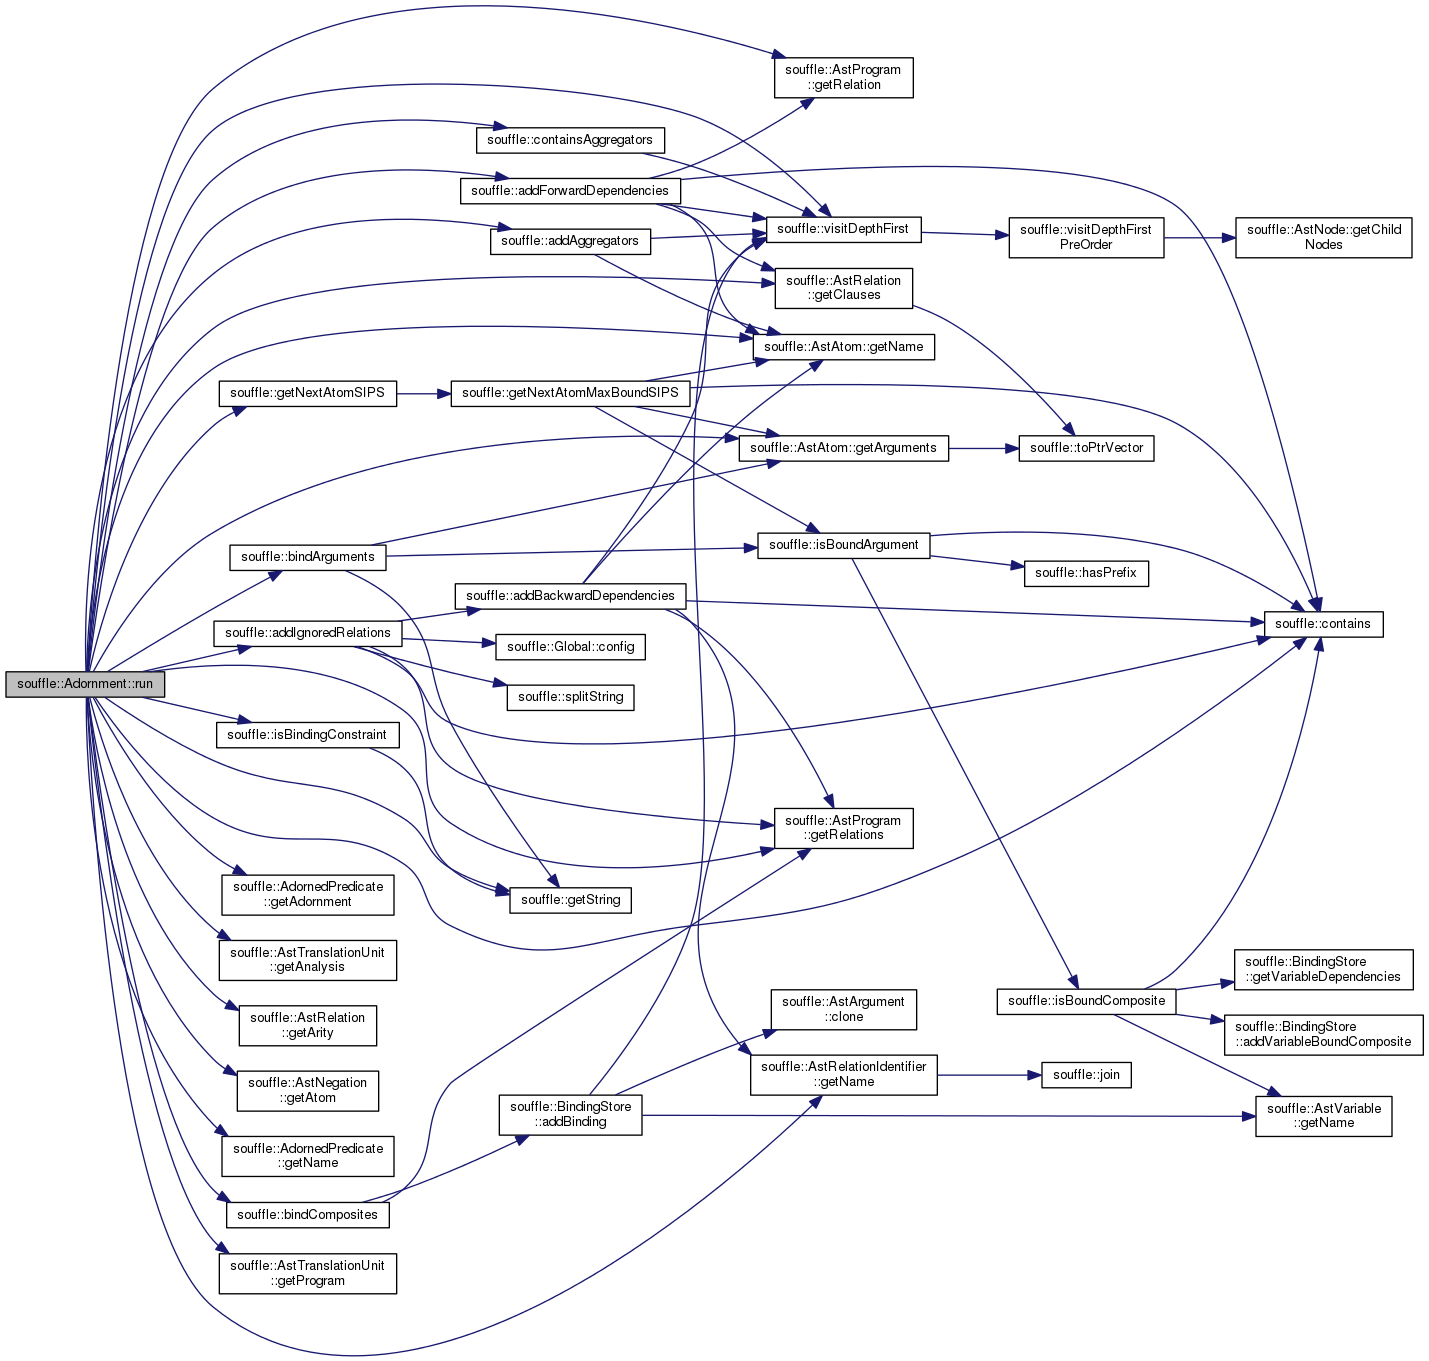 souffle::AstProgram
::getRelation
souffle::containsAggregators
souffle::addForwardDependencies
souffle::visitDepthFirst
souffle::visitDepthFirst
PreOrder
souffle::AstNode::getChild
Nodes
souffle::addAggregators
souffle::AstRelation
::getClauses
souffle::AstAtom::getName
souffle::getNextAtomSIPS
souffle::getNextAtomMaxBoundSIPS
souffle::AstAtom::getArguments
souffle::toPtrVector
souffle::bindArguments
souffle::isBoundArgument
souffle::hasPrefix
souffle::addBackwardDependencies
souffle::contains
souffle::addIgnoredRelations
souffle::Global::config
souffle::Adornment::run
souffle::splitString
souffle::isBindingConstraint
souffle::AstProgram
::getRelations
souffle::AdornedPredicate
::getAdornment
souffle::getString
souffle::AstTranslationUnit
::getAnalysis
souffle::BindingStore
::getVariableDependencies
souffle::isBoundComposite
souffle::AstArgument
::clone
souffle::AstRelation
::getArity
souffle::BindingStore
::addVariableBoundComposite
souffle::AstRelationIdentifier
::getName
souffle::join
souffle::AstNegation
::getAtom
souffle::BindingStore
::addBinding
souffle::AstVariable
::getName
souffle::AdornedPredicate
::getName
souffle::bindComposites
souffle::AstTranslationUnit
::getProgram